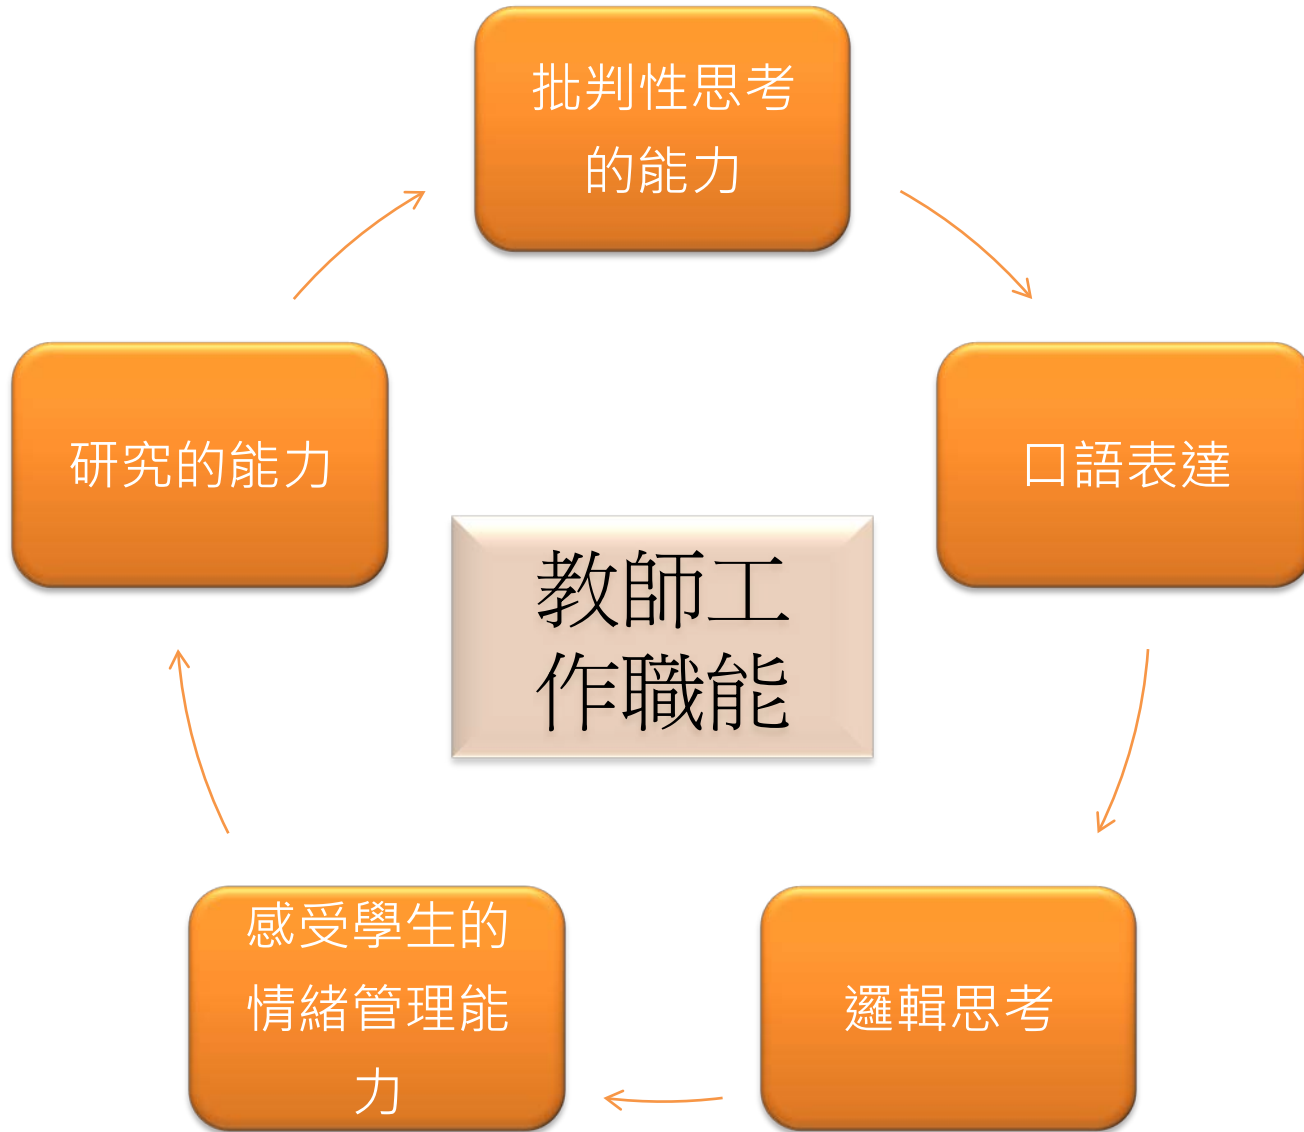 批判性思考
的能力
口語表達
邏輯思考
感受學生的
情緒管理能
力
研究的能力
教師工
作職能